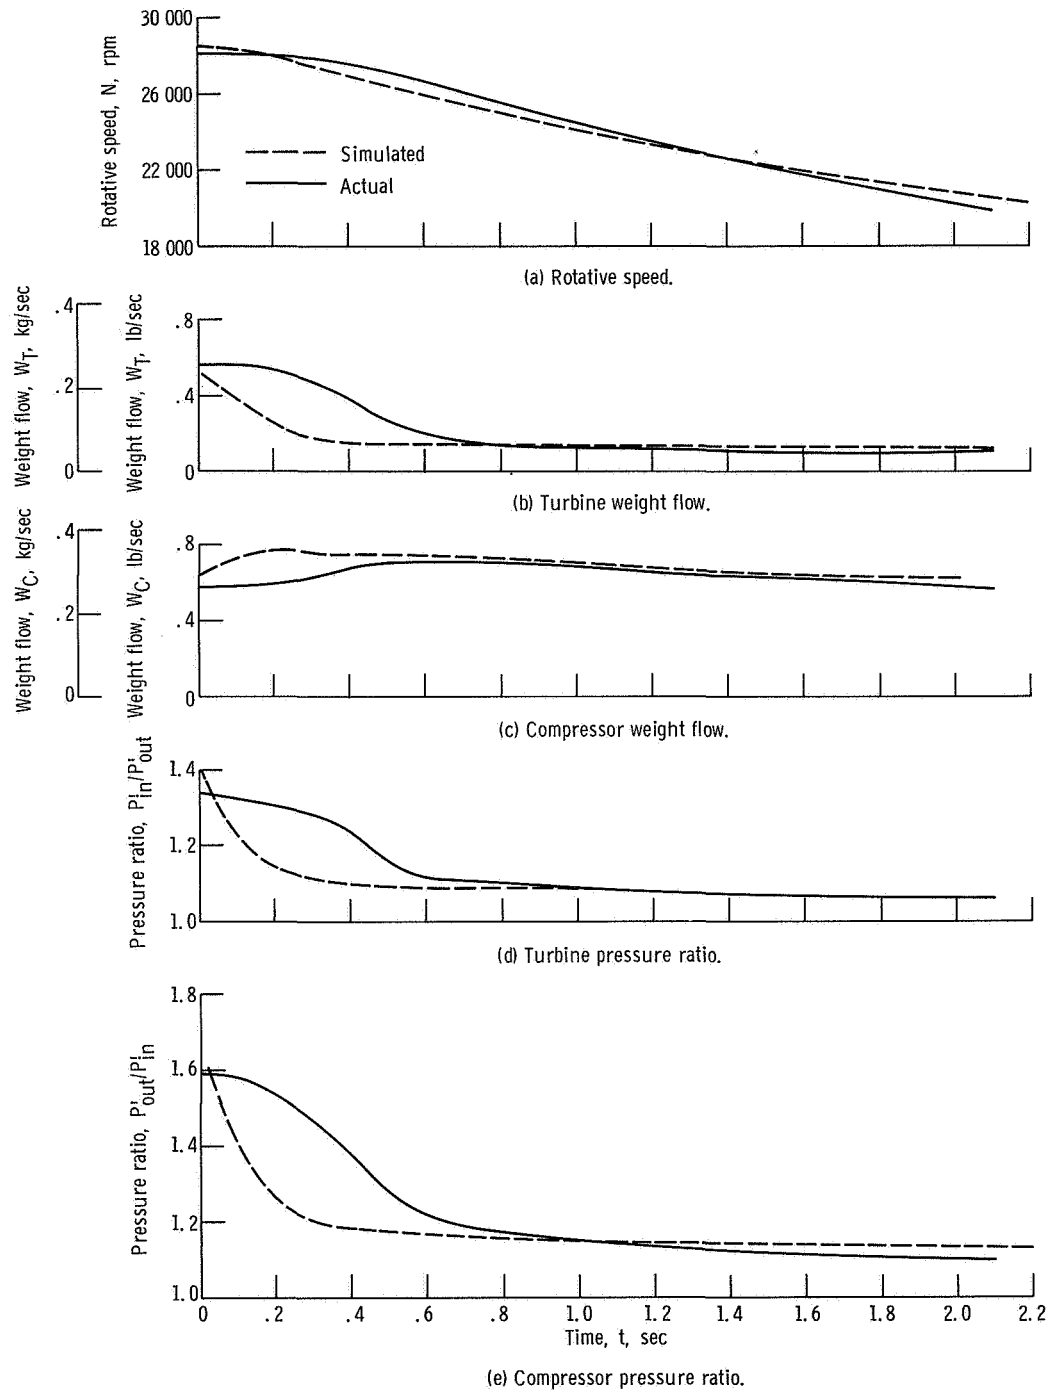 30 000
26 000
22 000
18 000
Rotative speed, N, rpm
Simulated
Actual
(a) Rotative speed.
.4
.2
0
Weight flow, W_T, kg/sec
.8
.4
0
Weight flow, W_T, lb/sec
(b) Turbine weight flow.
.4
.2
0
Weight flow, W_C, kg/sec
.8
.4
0
Weight flow, W_C, lb/sec
(c) Compressor weight flow.
1.4
1.2
1.0
Pressure ratio, P'in/P'out
(d) Turbine pressure ratio.
1.8
1.6
1.4
1.2
1.0
Pressure ratio, P'out/P'in
0 .2 .4 .6 .8 1.0 1.2 1.4 1.6 1.8 2.0 2.2
Time, t, sec
(e) Compressor pressure ratio.